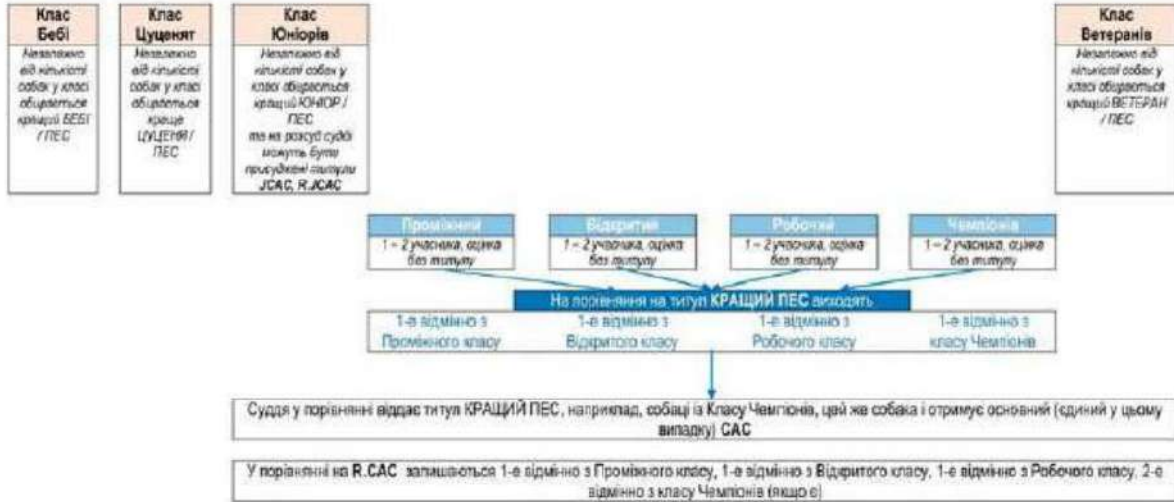 Клас
Бебі
Незалежно
від кількості
собак у класі
обирається
кращий БЕБІ
/ ПЕС
Клас
Цуценят
Незалежно
від кількості
собак у класі
обирається
краще
ЦУЦЕНЯ /
ПЕС
Клас
Юніорів
Незалежно від
кількості собак у
класі обирається
кращий ЮНІОР /
ПЕС
та на розсуд судді
можуть бути
присуджені титули
JCAC, R.JCAC
Клас
Ветеранів
Незалежно від
кількості собак у
класі обирається
кращий ВЕТЕРАН
/ ПЕС
Проміжний
1 – 2 учасника, оцінка
без титулу
Відкритий
1 – 2 учасника, оцінка
без титулу
Робочий
1 – 2 учасника, оцінка
без титулу
Чемпіонів
1 – 2 учасника, оцінка
без титулу
На порівняння на титул КРАЩИЙ ПЕС виходять
1-е відмінно з
Проміжного класу
1-е відмінно з
Відкритого класу
1-е відмінно з
Робочого класу
1-е відмінно з
класу Чемпіонів
Суддя у порівнянні віддає титул КРАЩИЙ ПЕС, наприклад, собаці із Класу Чемпіонів, цей же собака і отримує основний (єдиний у цьому
випадку) САС
У порівнянні на R.CAC залишаються 1-е відмінно з Проміжного класу, 1-е відмінно з Відкритого класу, 1-е відмінно з Робочого класу, 2-е
відмінно з класу Чемпіонів (якщо є)